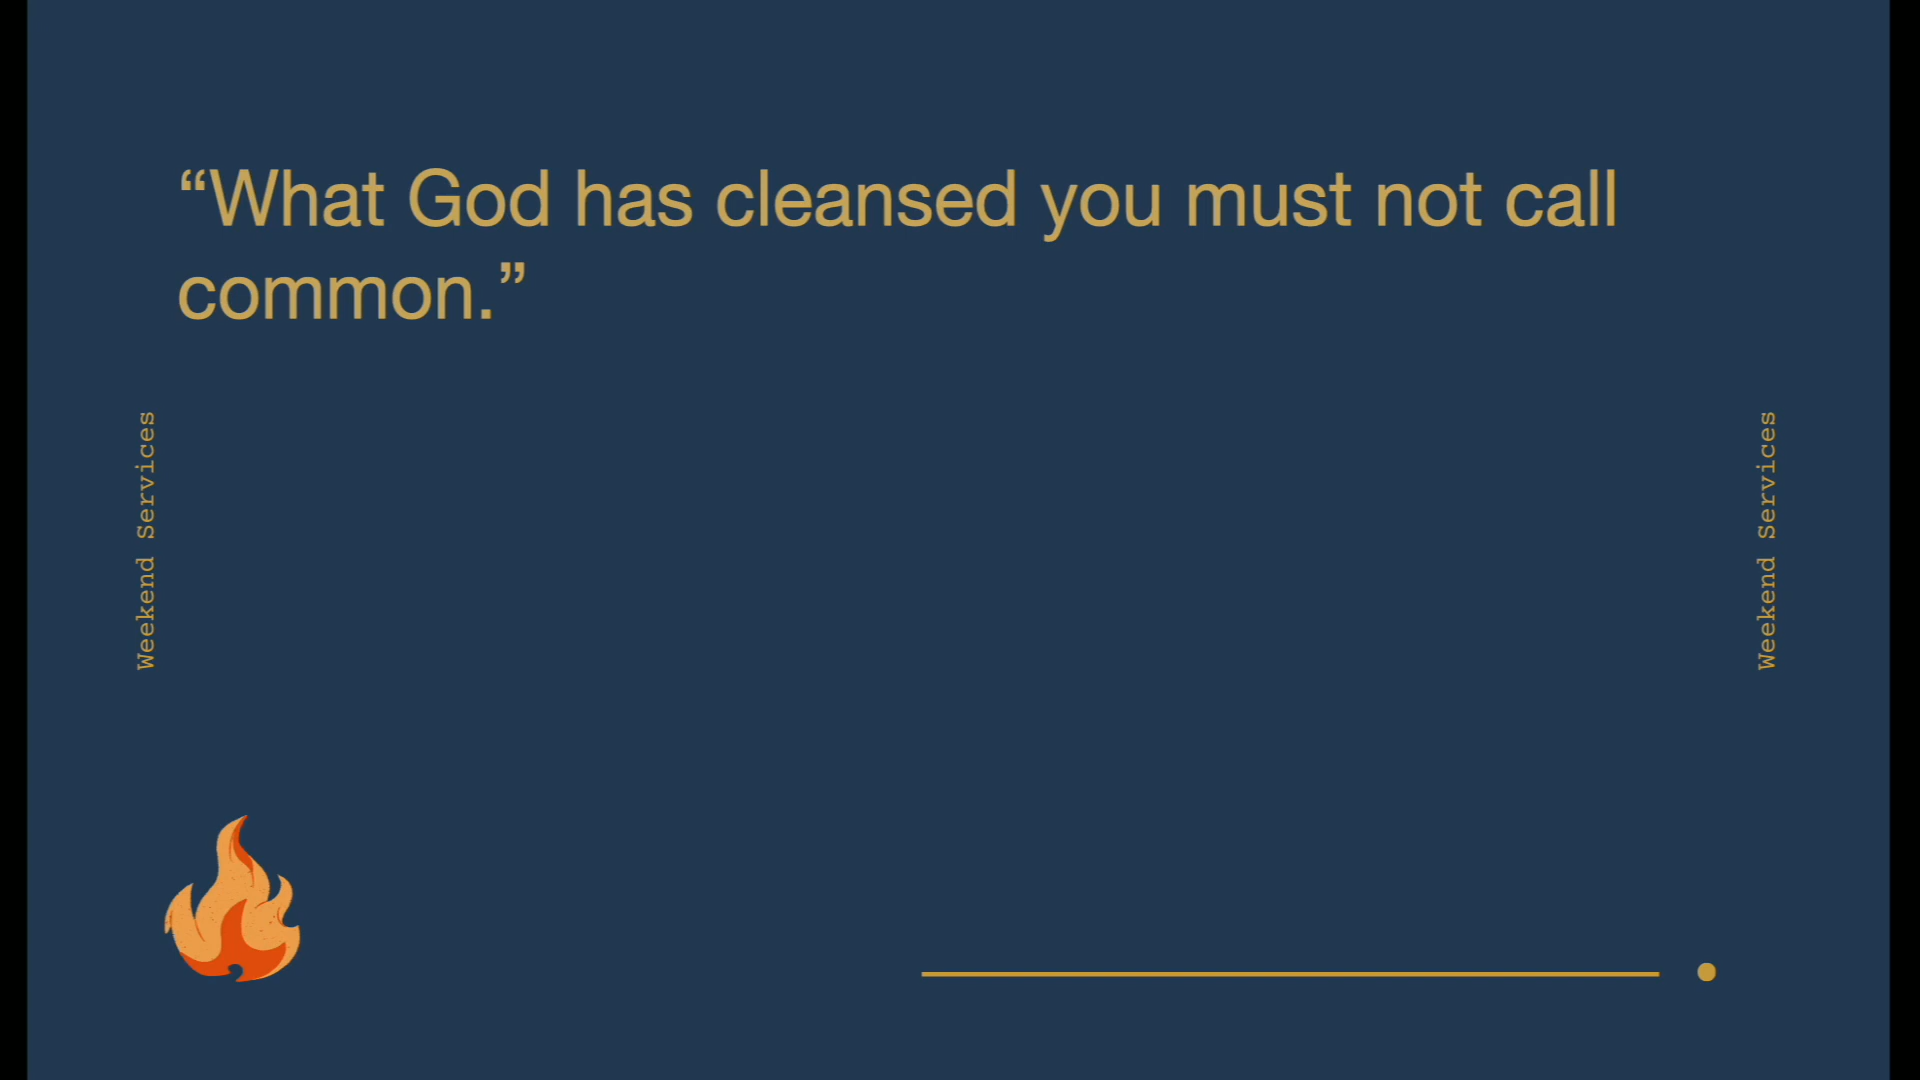 “What God has cleansed you must not call
common.”
Weekend Services
Weekend Services